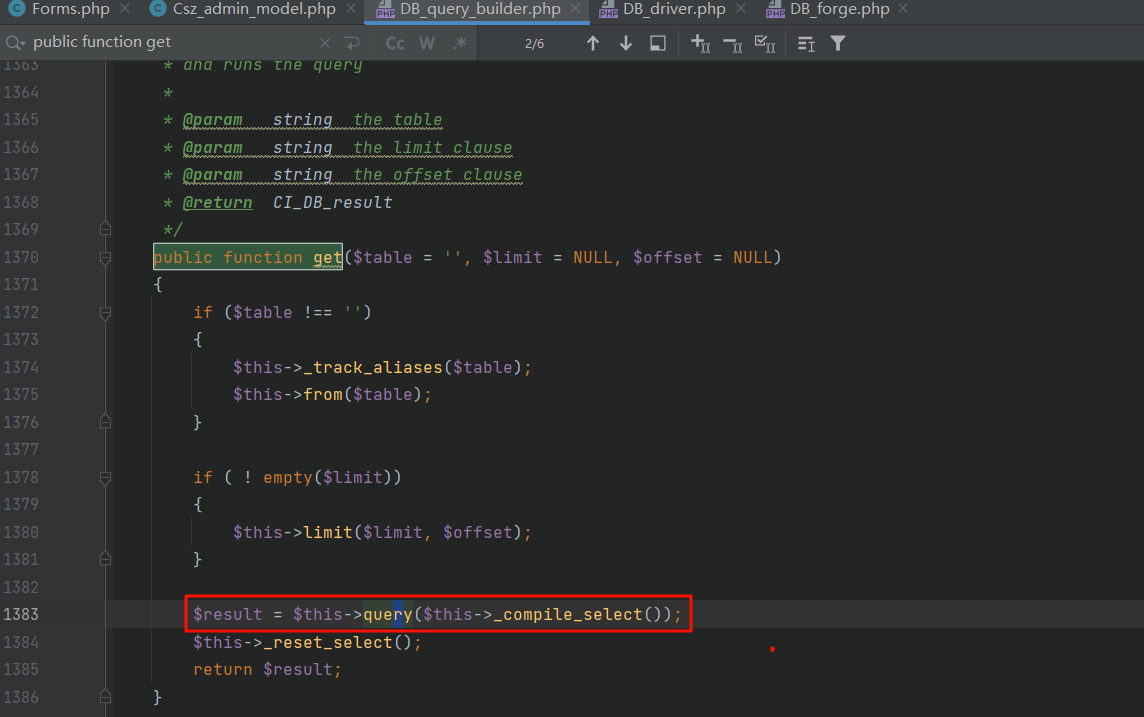 Forms.php Csz_admin_model.php DB_query_builder.php DB_driver.php DB_forge.php
public function get Cc W .* 2/6
1363 * and runs the query
1364 *
1365 * @param string the table
1366 * @param string the limit clause
1367 * @param string the offset clause
1368 * @return CI_DB_result
1369 */
1370 public function get($table = '', $limit = NULL, $offset = NULL)
1371 {
1372 if ($table !== '')
1373 {
1374 $this->_track_aliases($table);
1375 $this->from($table);
1376 }
1377
1378 if ( ! empty($limit))
1379 {
1380 $this->limit($limit, $offset);
1381 }
1382
1383 $result = $this->query($this->_compile_select());
1384 $this->_reset_select();
1385 return $result;
1386 }